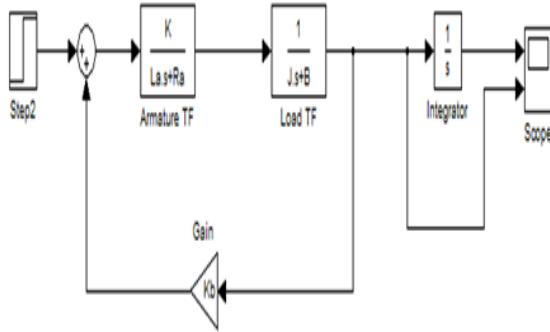 K
La.s+Ra
1
J.s+B
1
s
Step2
Armature TF
Load TF
Integrator
Scope
Gain
Kb